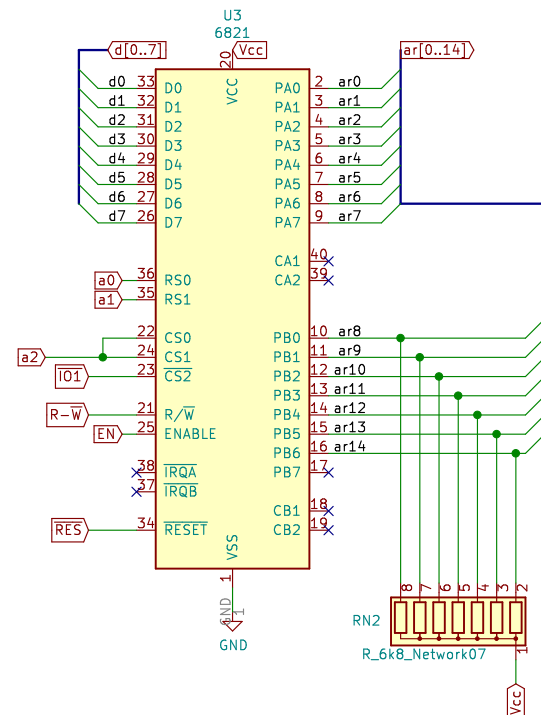 U3
6821
d[0..7]
Vcc
ar[0..14]
20
VCC
d0 33 D0 PA0 2 ar0
d1 32 D1 PA1 3 ar1
d2 31 D2 PA2 4 ar2
d3 30 D3 PA3 5 ar3
d4 29 D4 PA4 6 ar4
d5 28 D5 PA5 7 ar5
d6 27 D6 PA6 8 ar6
d7 26 D7 PA7 9 ar7
CA1 40
a0 36 RS0 CA2 39
a1 35 RS1
22 CS0 PB0 10 ar8
a2 24 CS1 PB1 11 ar9
IO1 23 CS2 PB2 12 ar10
PB3 13 ar11
R-W 21 R/W PB4 14 ar12
EN 25 ENABLE PB5 15 ar13
PB6 16 ar14
38 IRQA PB7 17
37 IRQB
CB1 18
RES 34 RESET CB2 19
VSS
1
GND 1
GND
8 7 6 5 4 3 2
RN2
1
R_6k8_Network07
Vcc